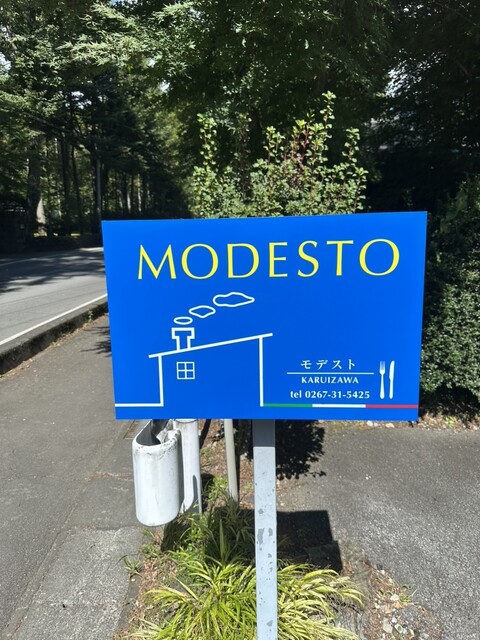 MODESTO
モデスト
KARUIZAWA
tel 0267-31-5425